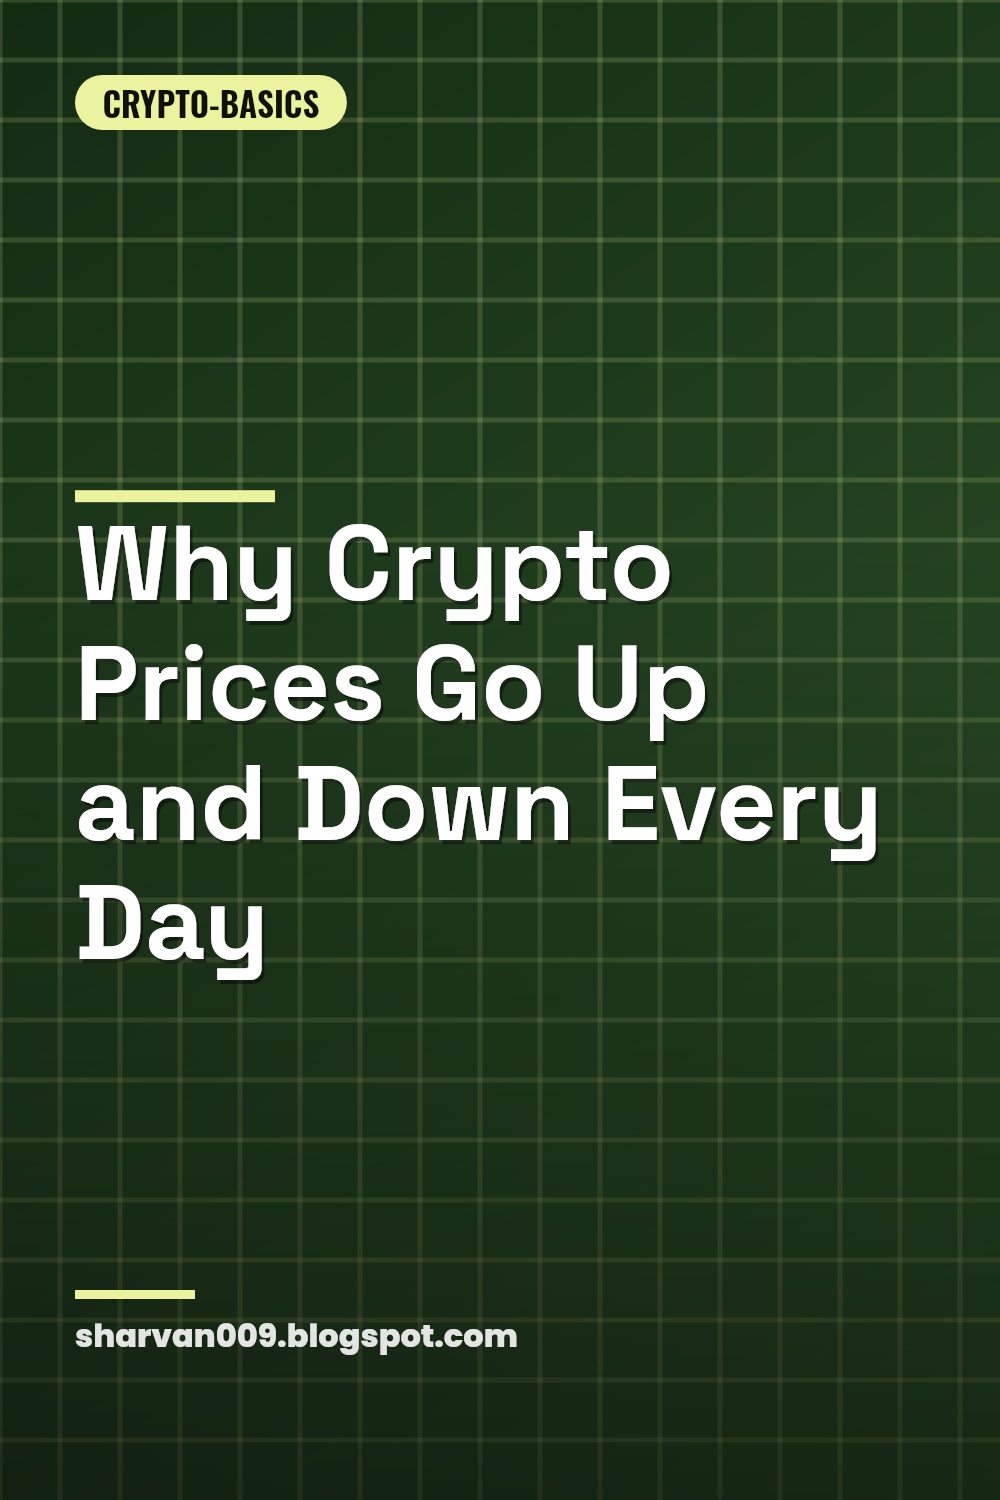 CRYPTO-BASICS
Why Crypto
Prices Go Up
and Down Every
Day
sharvan009.blogspot.com